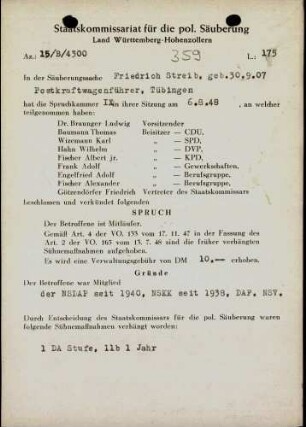 Staatskommissariat für die pol. Säuberung
Land Württemberg-Hohenzollern
Az.: 15/B/4300 359 L.: 175
In der Säuberungssache Friedrich Streib, geb.30.9.07
Postkraftwagenführer, Tübingen
hat die Spruchkammer IX in ihrer Sitzung am 6.8.48 , an welcher
teilgenommen haben:
Dr. Braunger Ludwig Vorsitzender
Baumann Thomas Beisitzer — CDU,
Wizemann Karl „ — SPD,
Hahn Wilhelm „ — DVP,
Fischer Albert jr. „ — KPD,
Frank Adolf „ — Gewerkschaften.
Engelfried Adolf „ — Berufsgruppe,
Fischer Alexander „ — Berufsgruppe,
Götzendörfer Friedrich Vertreter des Staatskommissars
beschlossen und verkündet folgenden
SPRUCH
Der Betroffene ist Mitläufer.
Gemäß Art. 4 der VO. 133 vom 17. 11. 47 in der Fassung des
Art. 2 der VO. 165 vom 13. 7. 48 sind die früher verhängten
Sühnemaßnahmen aufgehoben.
Es wird eine Verwaltungsgebühr von DM 10.-- erhoben.
Gründe
Der Betroffene war Mitglied
der NSDAP seit 1940, NSKK seit 1938, DAF, NSV.
Durch Entscheidung des Staatskommissars für die pol. Säuberung waren
folgende Sühnemaßnahmen verhängt worden:
1 DA Stufe, 11b 1 Jahr